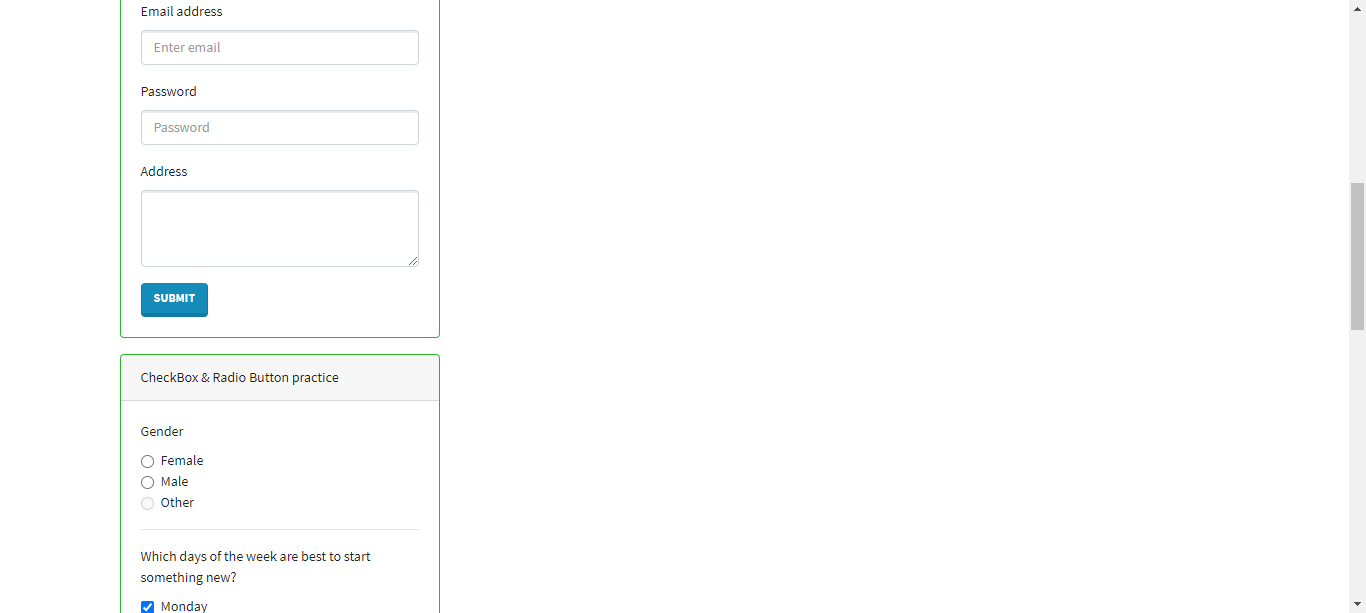 Email address
Enter email
Password
Password
Address
SUBMIT
CheckBox & Radio Button practice
Gender
Female
Male
Other
Which days of the week are best to start
something new?
Monday